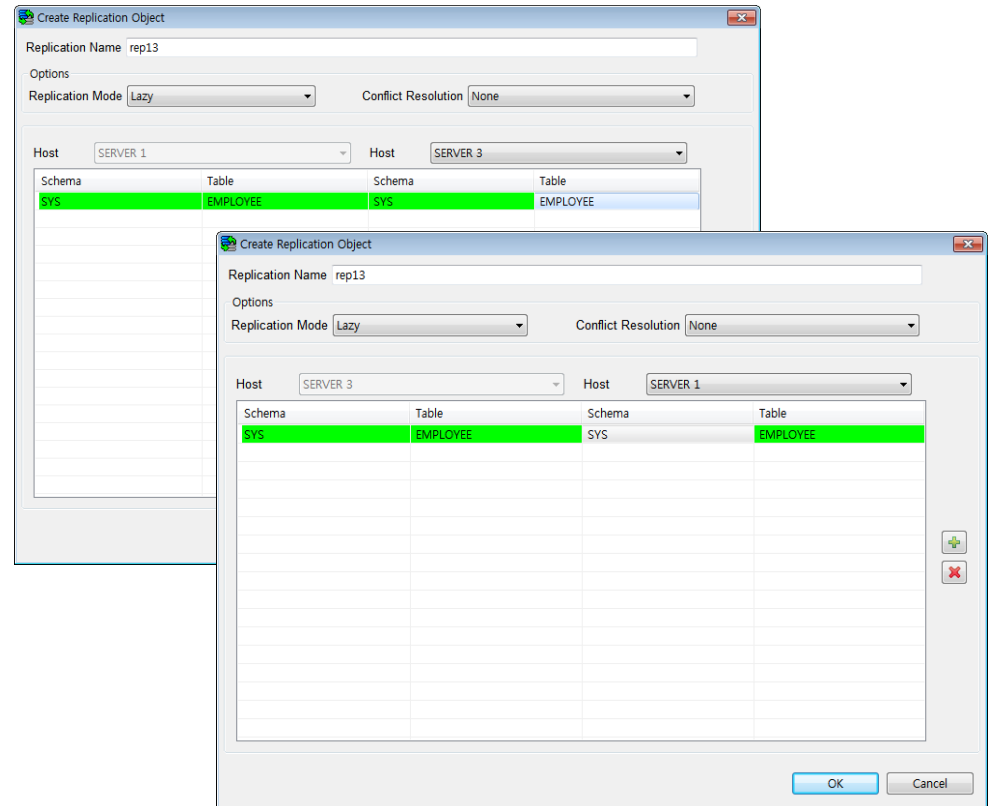 Create Replication Object
Replication Name rep13
Options
Replication Mode Lazy Conflict Resolution None
Host SERVER 1 Host SERVER 3
Schema Table Schema Table
SYS EMPLOYEE SYS EMPLOYEE
Create Replication Object
Replication Name rep13
Options
Replication Mode Lazy Conflict Resolution None
Host SERVER 3 Host SERVER 1
Schema Table Schema Table
SYS EMPLOYEE SYS EMPLOYEE
OK Cancel